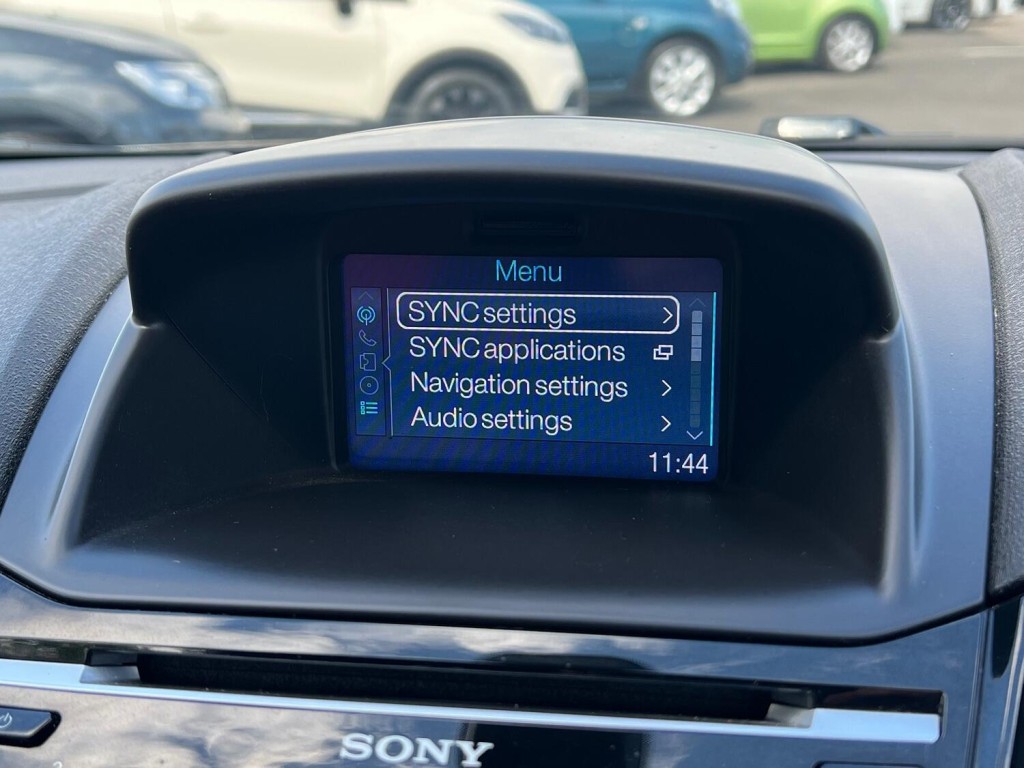 Menu
SYNC settings
SYNC applications
Navigation settings
Audio settings
11:44
SONY